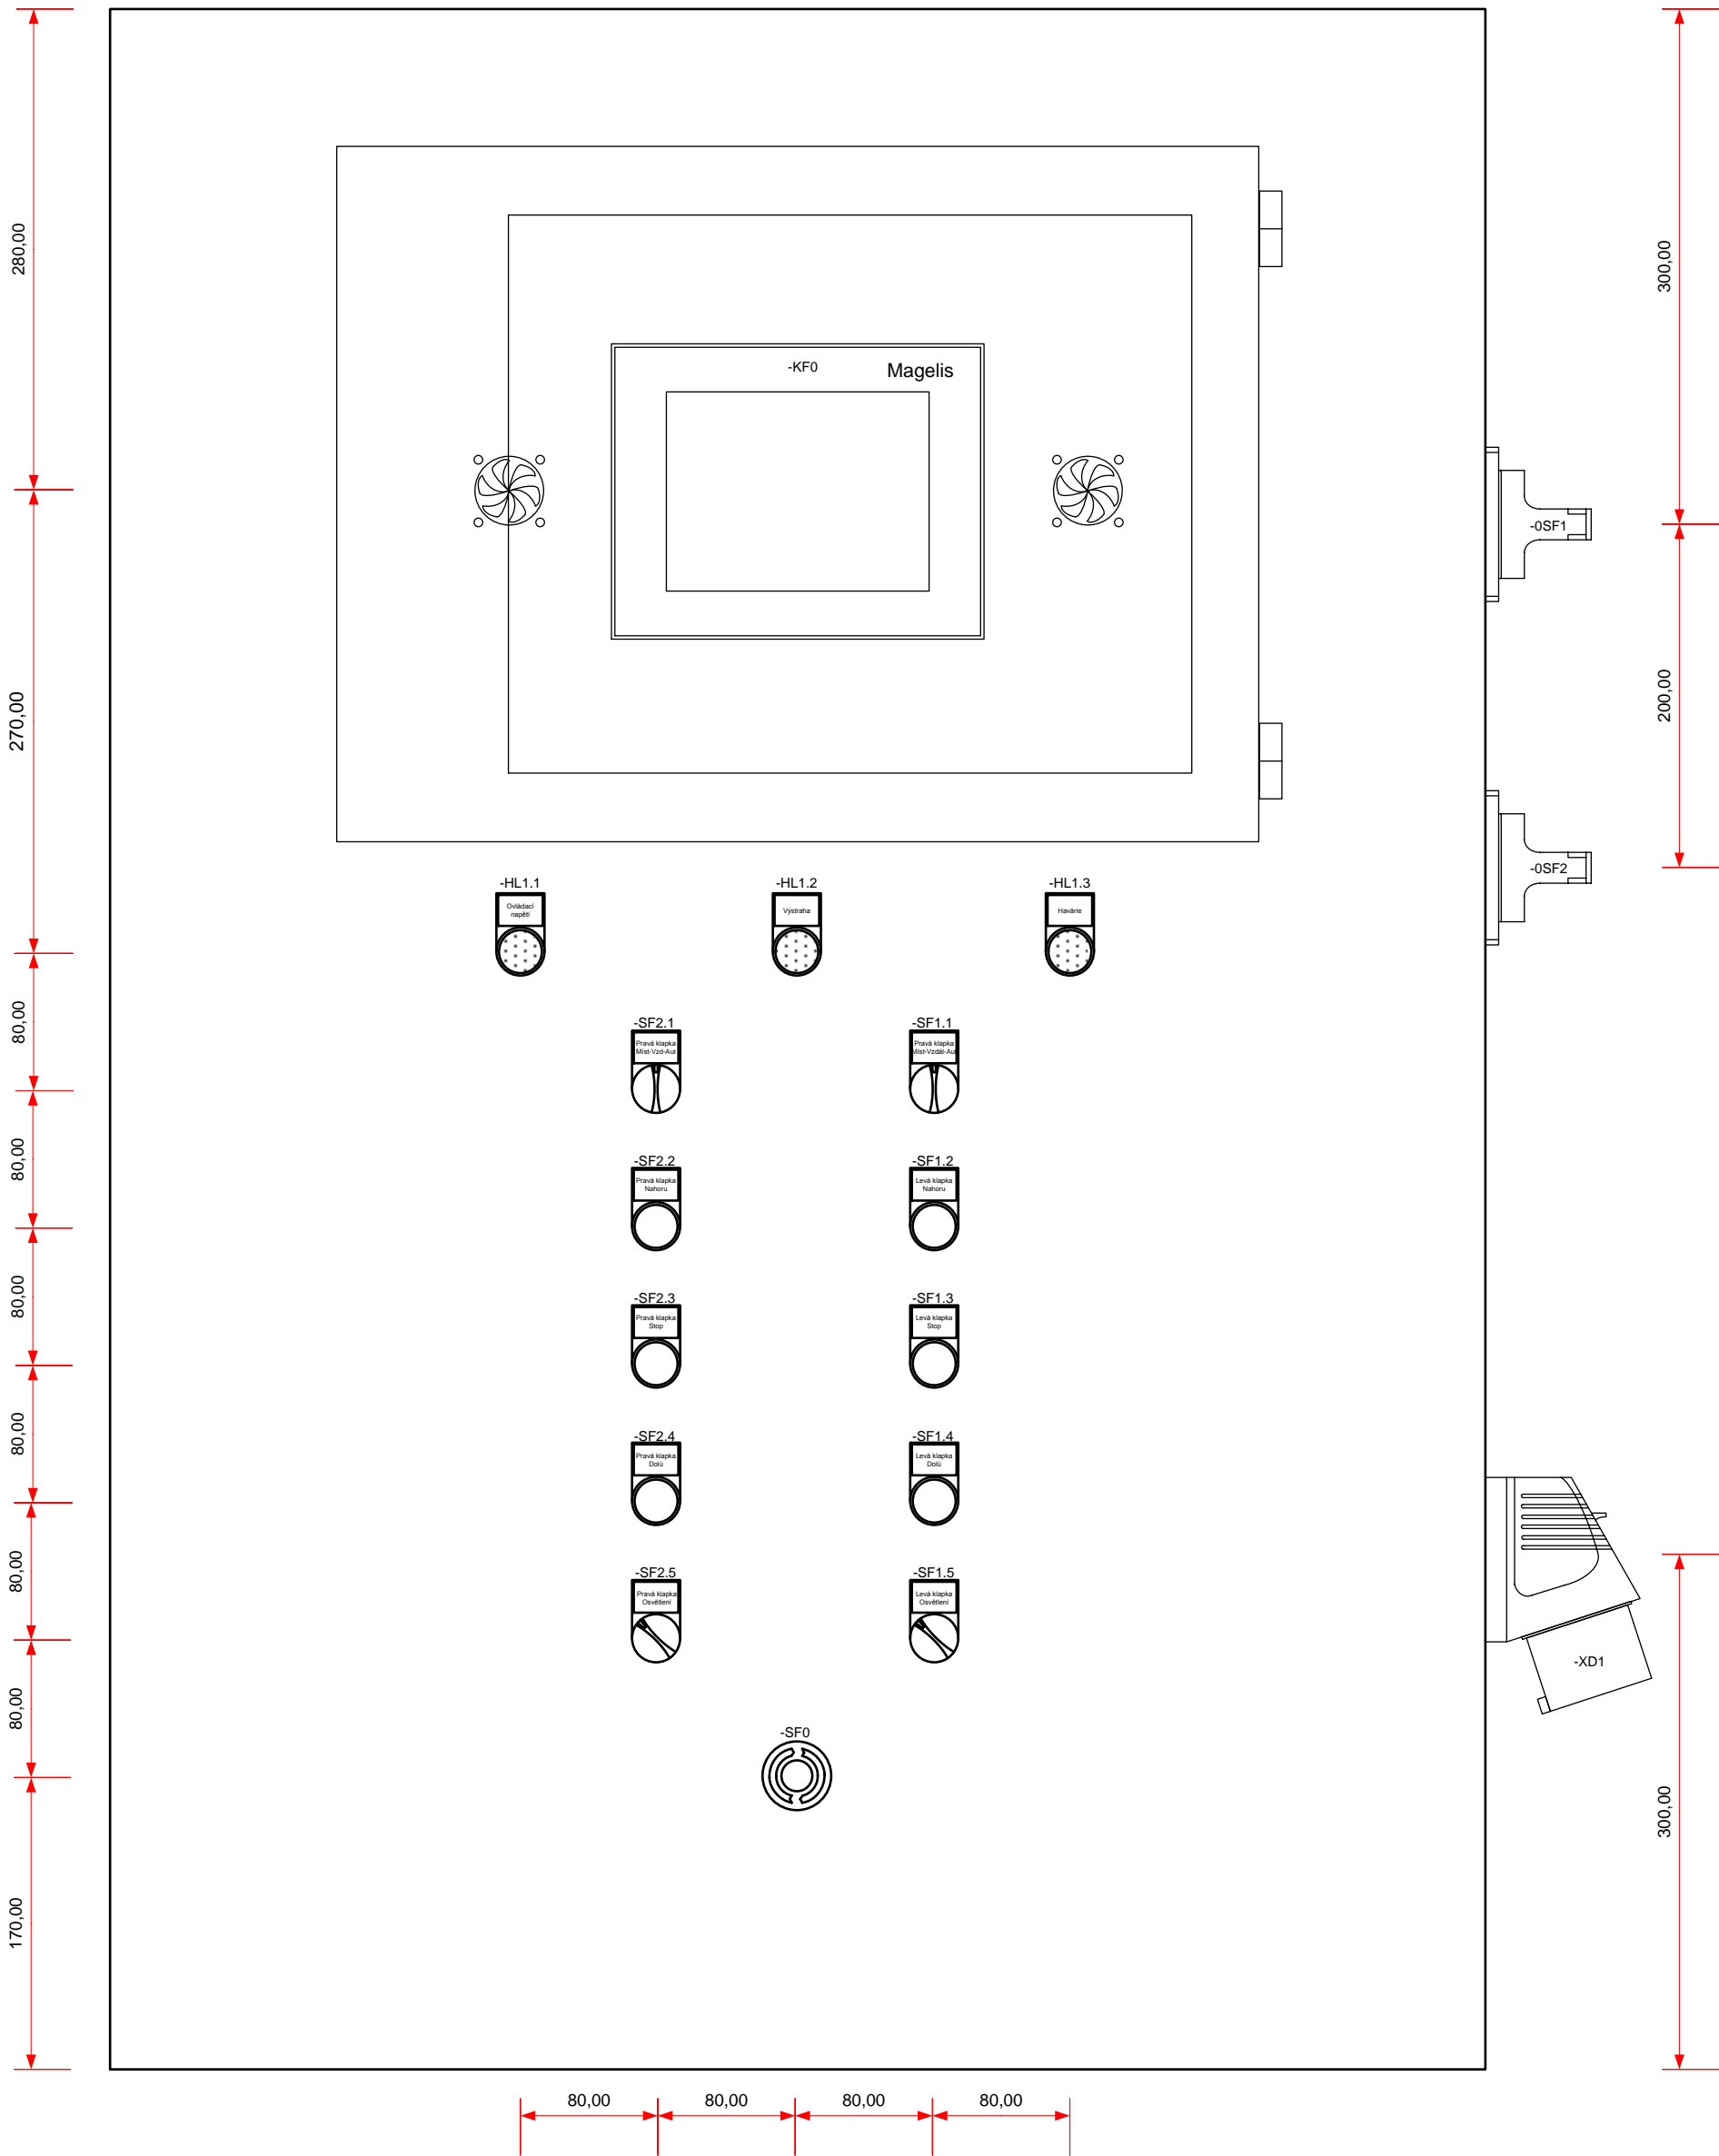 280,00
300,00
-KF0
Magelis
-0SF1
270,00
200,00
-0SF2
-HL1.1
-HL1.2
-HL1.3
Ovládací
napětí
Výstraha
Havárie
80,00
-SF2.1
-SF1.1
Pravá klapka
Míst-Vzd-Aut
Pravá klapka
Míst-Vzdál-Aut
80,00
-SF2.2
-SF1.2
Pravá klapka
Nahoru
Levá klapka
Nahoru
80,00
-SF2.3
-SF1.3
Pravá klapka
Stop
Levá klapka
Stop
80,00
-SF2.4
-SF1.4
Pravá klapka
Dolů
Levá klapka
Dolů
80,00
-SF2.5
-SF1.5
Pravá klapka
Osvětlení
Levá klapka
Osvětlení
-XD1
80,00
-SF0
300,00
170,00
80,00
80,00
80,00
80,00